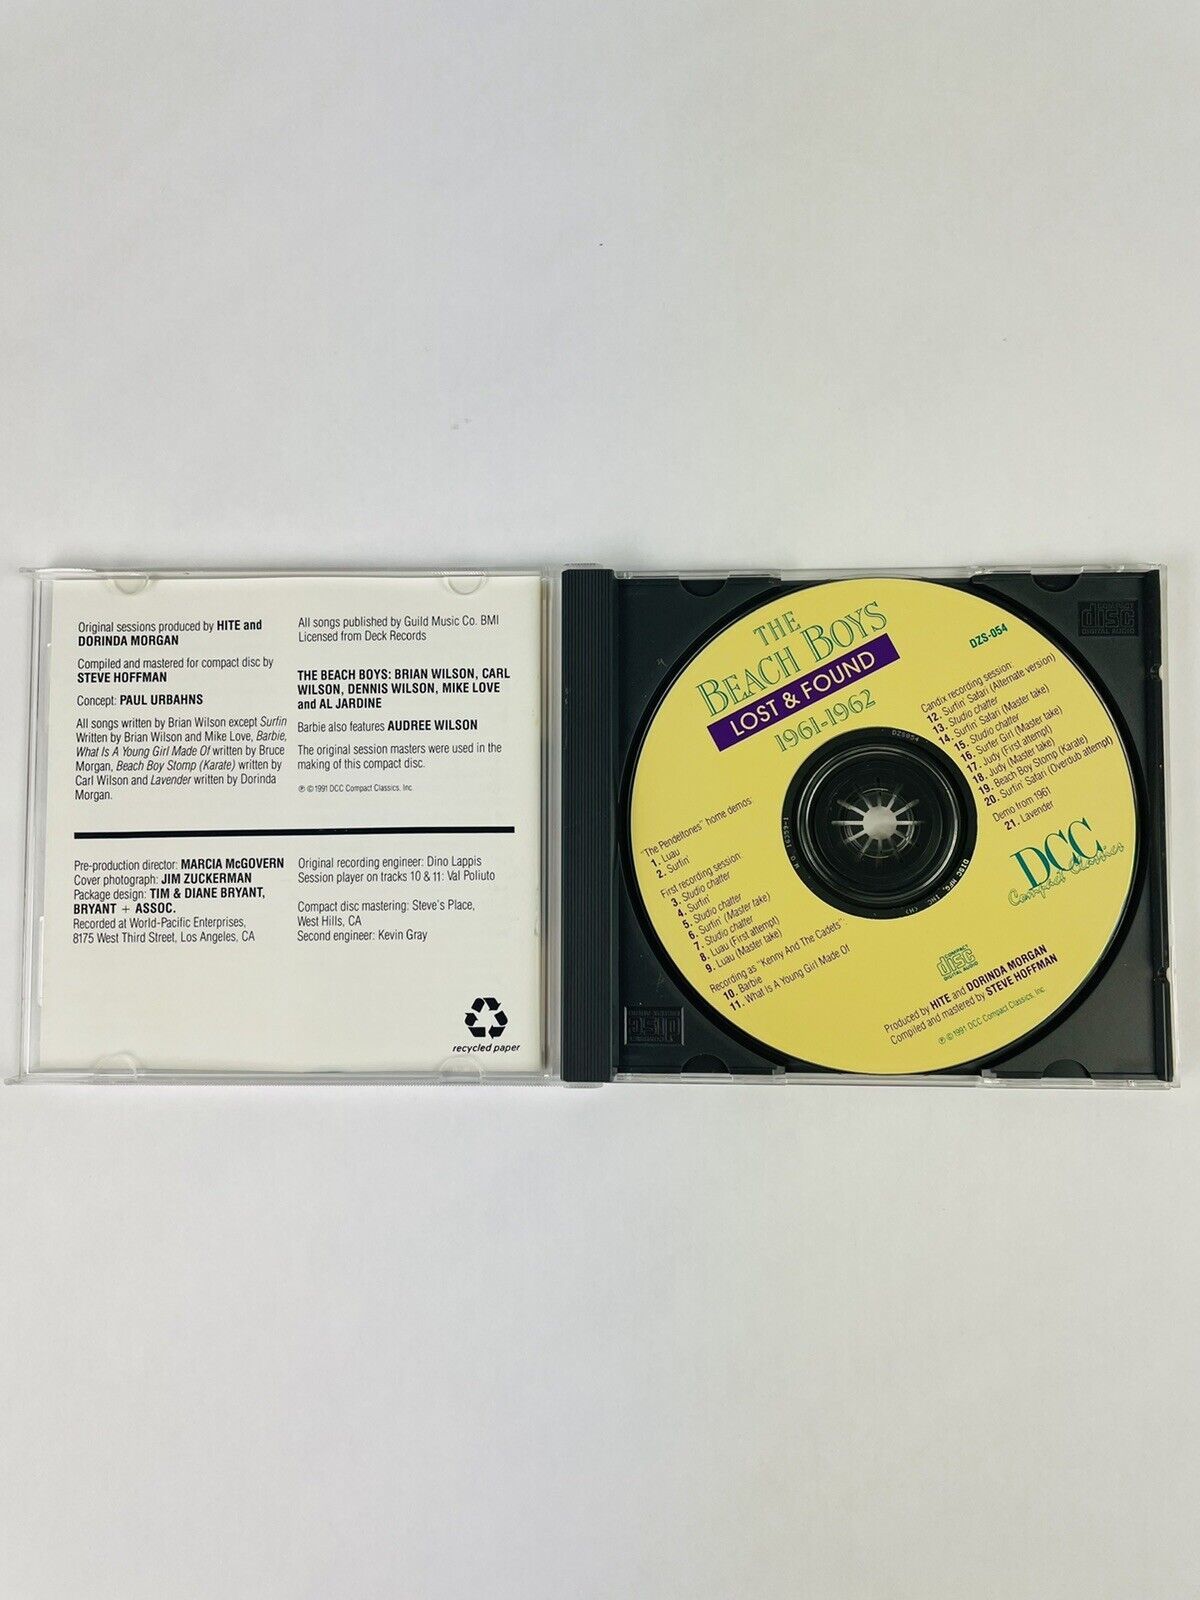 Original sessions produced by HITE and
DORINDA MORGAN
Compiled and mastered for compact disc by
STEVE HOFFMAN
Concept: PAUL URBAHNS
All songs written by Brian Wilson except Surfin
Written by Brian Wilson and Mike Love, Barbie,
What Is A Young Girl Made Of written by Bruce
Morgan, Beach Boy Stomp (Karate) written by
Carl Wilson and Lavender written by Dorinda
Morgan.
All songs published by Guild Music Co. BMI
Licensed from Deck Records
THE BEACH BOYS: BRIAN WILSON, CARL
WILSON, DENNIS WILSON, MIKE LOVE
and AL JARDINE
Barbie also features AUDREE WILSON
The original session masters were used in the
making of this compact disc.
℗ © 1991 DCC Compact Classics, Inc.
Pre-production director: MARCIA McGOVERN
Cover photograph: JIM ZUCKERMAN
Package design: TIM & DIANE BRYANT,
BRYANT + ASSOC.
Recorded at World-Pacific Enterprises,
8175 West Third Street, Los Angeles, CA
Original recording engineer: Dino Lappis
Session player on tracks 10 & 11: Val Poliuto
Compact disc mastering: Steve's Place,
West Hills, CA
Second engineer: Kevin Gray
recycled paper
THE
BEACH BOYS
LOST & FOUND
1961-1962
DZS-054
"The Pendeltones" home demos:
1. Luau
2. Surfin'
First recording session:
3. Studio chatter
4. Surfin'
5. Studio chatter
6. Surfin' (Master take)
7. Studio chatter
8. Luau (First attempt)
9. Luau (Master take)
Recording as "Kenny And The Cadets":
10. Barbie
11. What Is A Young Girl Made Of
Candix recording session:
12. Surfin' Safari (Alternate version)
13. Studio chatter
14. Surfin' Safari (Master take)
15. Studio chatter
16. Surfer Girl (Master take)
17. Judy (First attempt)
18. Judy (Master take)
19. Beach Boy Stomp (Karate)
20. Surfin' Safari (Overdub attempt)
Demo from 1961
21. Lavender
DCC
Compact Classics
COMPACT
disc
DIGITAL AUDIO
Produced by HITE and DORINDA MORGAN
Compiled and mastered by STEVE HOFFMAN
℗ © 1991 DCC Compact Classics, Inc.
DZS054
COMPACT
disc
DIGITAL AUDIO
COMPACT
disc
DIGITAL AUDIO